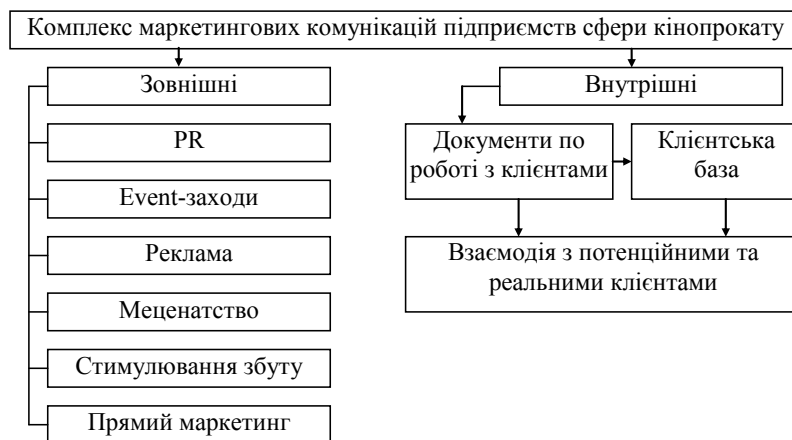 Комплекс маркетингових комунікацій підприємств сфери кінопрокату
Зовнішні
PR
Event-заходи
Реклама
Меценатство
Стимулювання збуту
Прямий маркетинг
Внутрішні
Документи по
роботі з клієнтами
Клієнтська
база
Взаємодія з потенційними та
реальними клієнтами